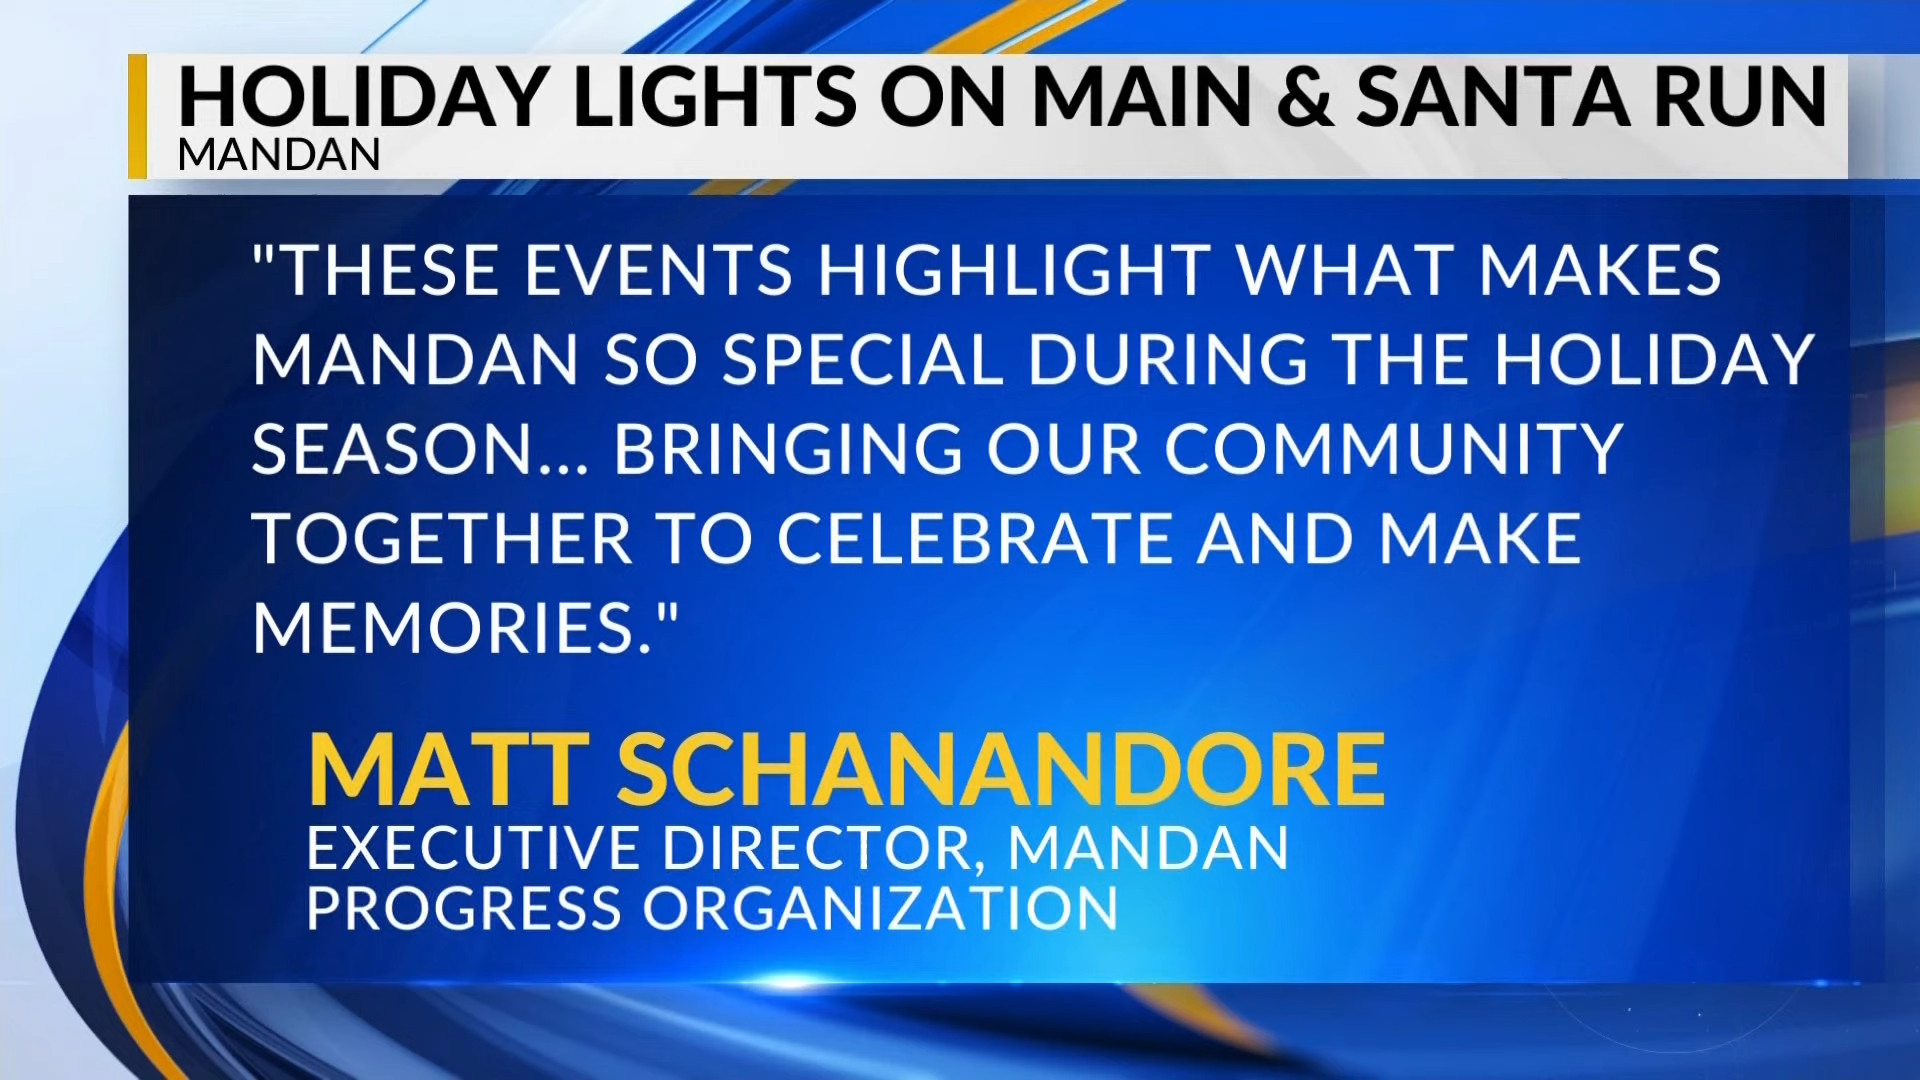 HOLIDAY LIGHTS ON MAIN & SANTA RUN
MANDAN
"THESE EVENTS HIGHLIGHT WHAT MAKES
MANDAN SO SPECIAL DURING THE HOLIDAY
SEASON... BRINGING OUR COMMUNITY
TOGETHER TO CELEBRATE AND MAKE
MEMORIES."
MATT SCHANANDORE
EXECUTIVE DIRECTOR, MANDAN
PROGRESS ORGANIZATION